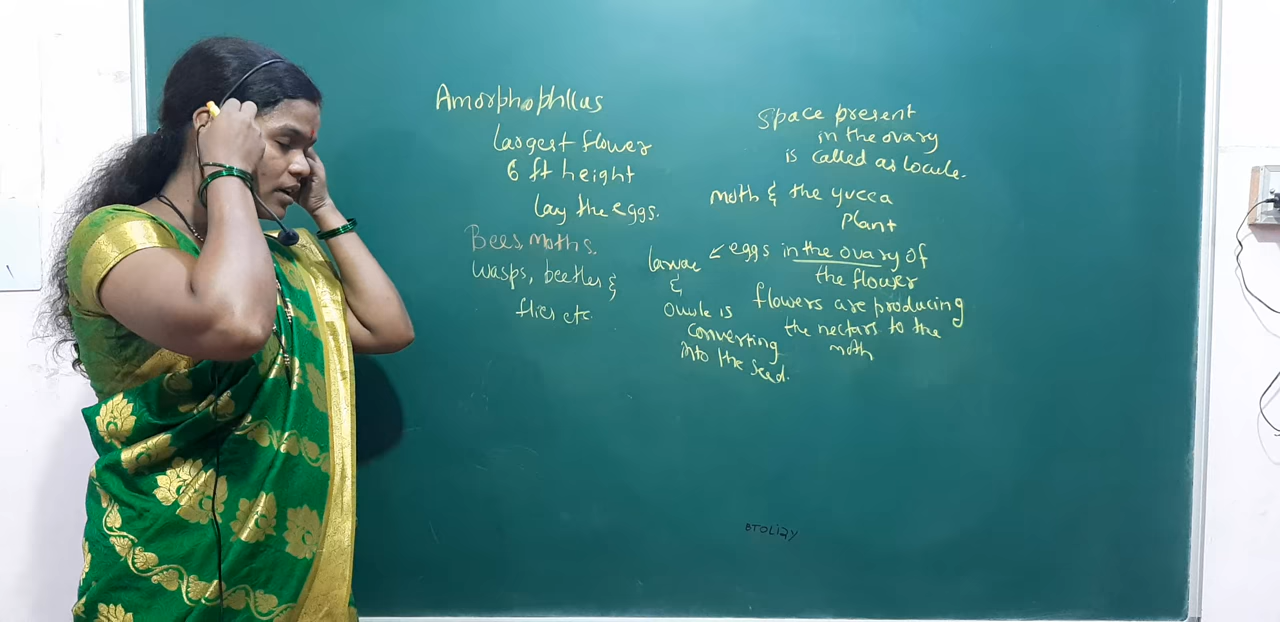 Amorphophllus
largest flower
6 ft height
lay the eggs.
Bees, moths,
wasps, beetles &
flies etc.
Space present
in the ovary
is called as locule.
moth & the yucca
plant
larvae ↙ eggs in the ovary of
&
the flower
Ovule is
converting
into the seed.
flowers are producing
the nectars to the
moth
BTOL12Y